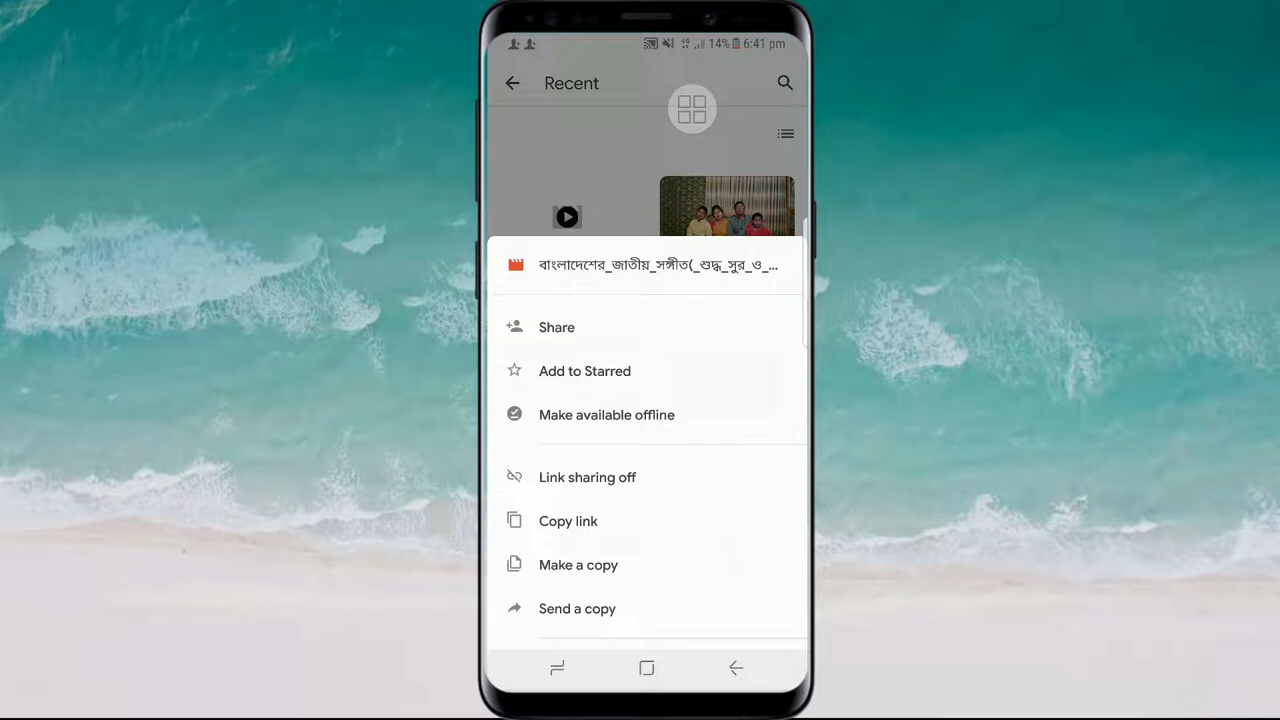 14% 6:41 pm
Recent
বাংলাদেশের_জাতীয়_সঙ্গীত(_শুদ্ধ_সুর_ও_...
Share
Add to Starred
Make available offline
Link sharing off
Copy link
Make a copy
Send a copy